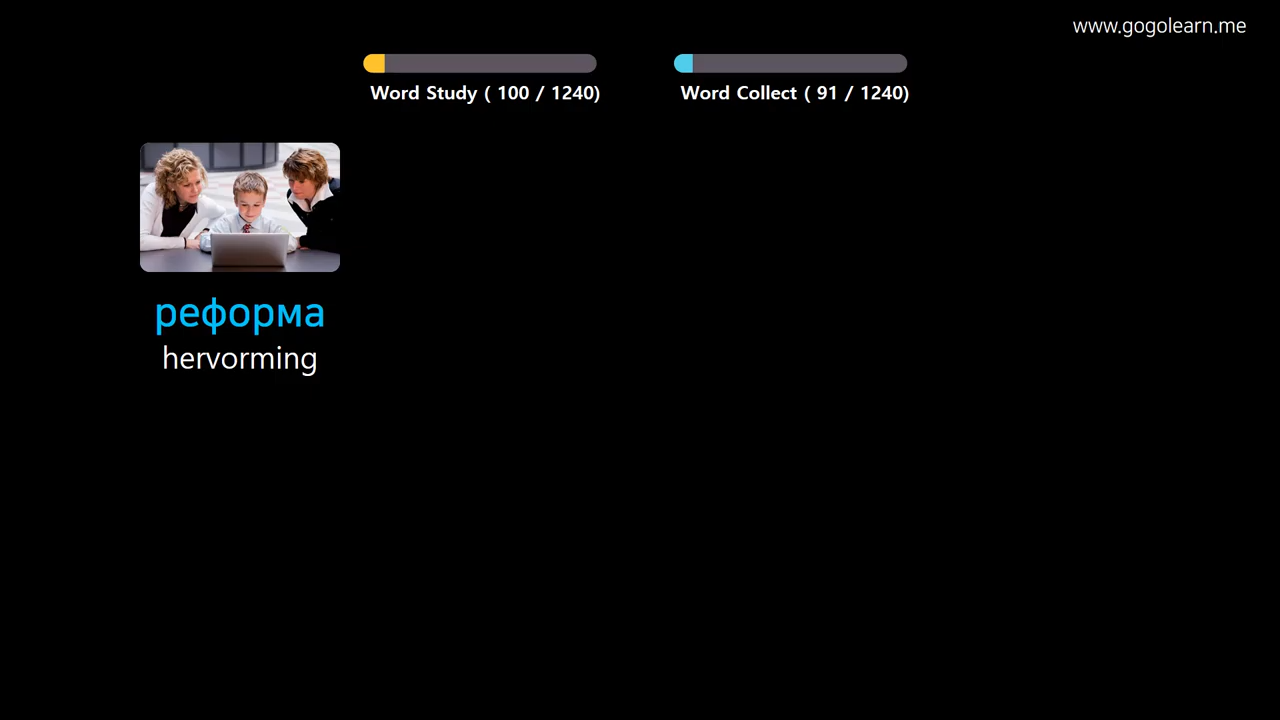 www.gogolearn.me
Word Study ( 100 / 1240)
Word Collect ( 91 / 1240)
реформа
hervorming